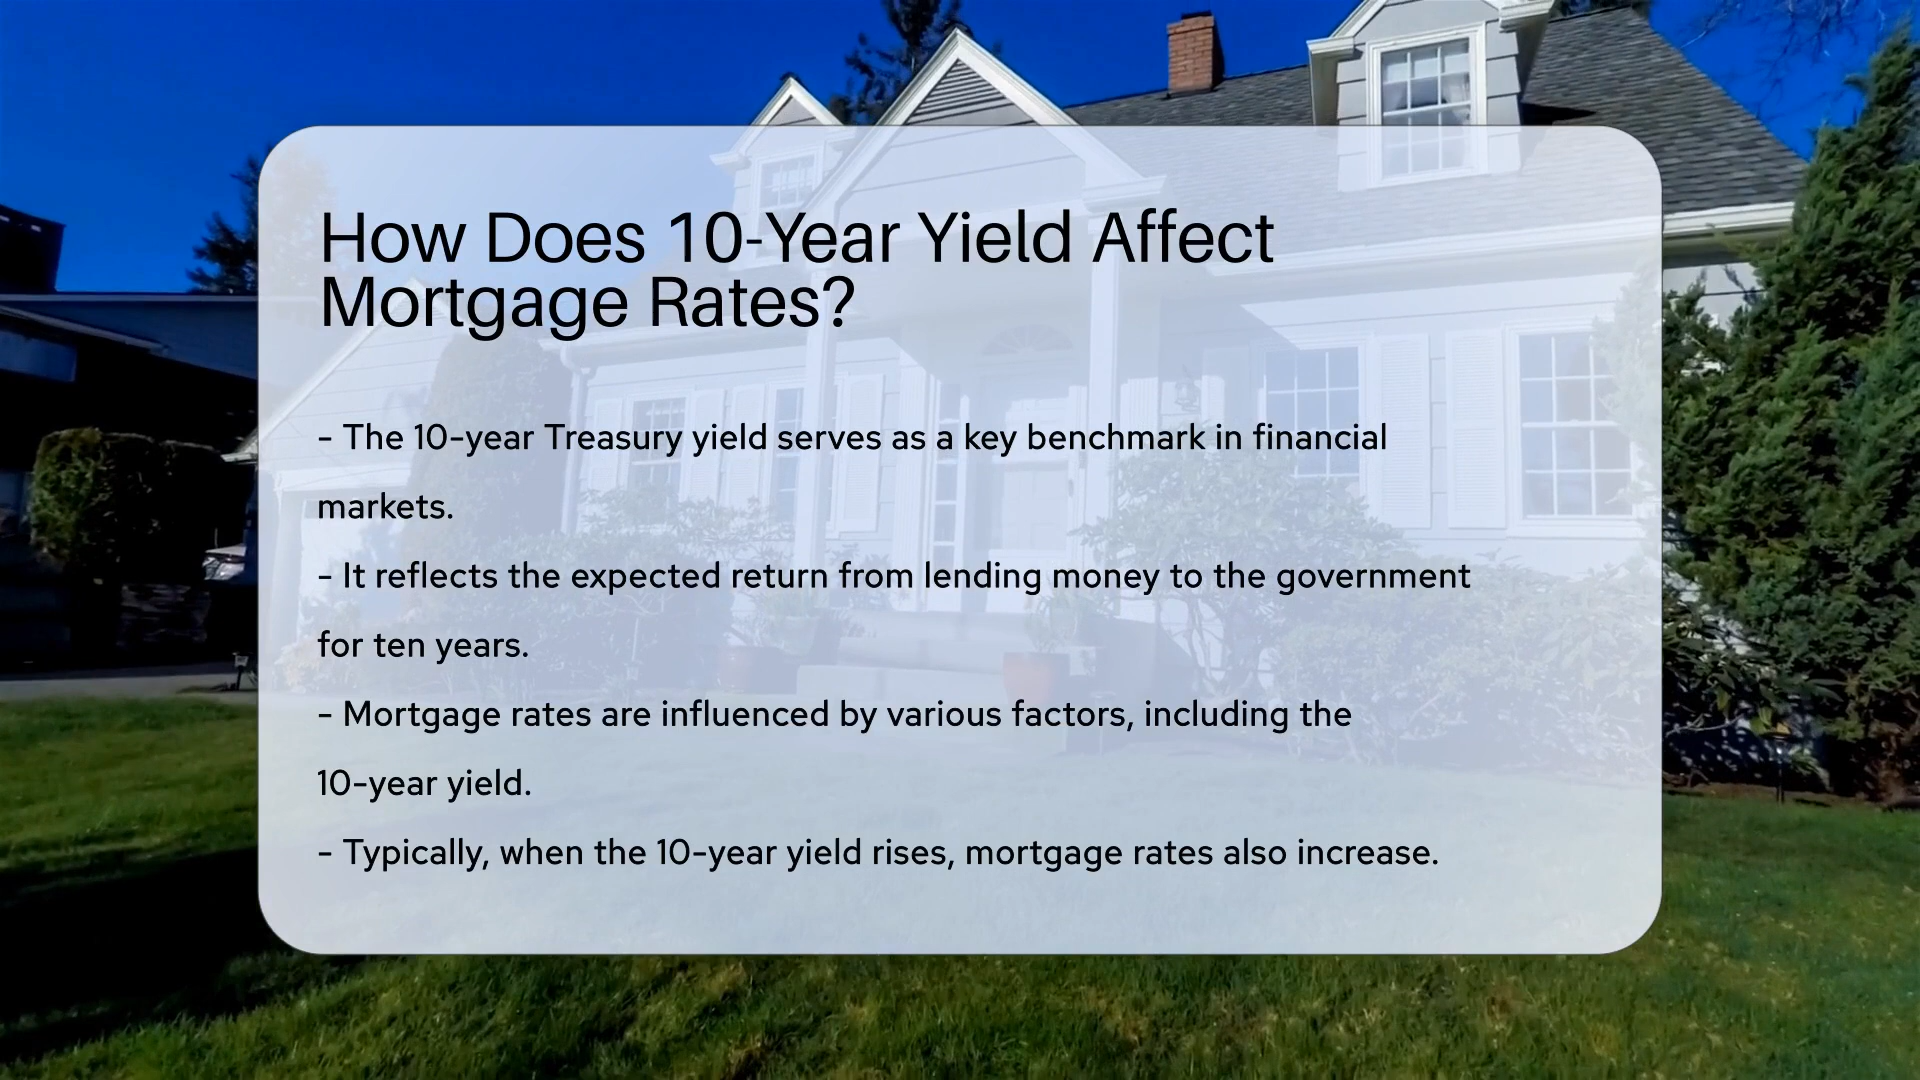 How Does 10-Year Yield Affect
Mortgage Rates?
- The 10-year Treasury yield serves as a key benchmark in financial
markets.
- It reflects the expected return from lending money to the government
for ten years.
- Mortgage rates are influenced by various factors, including the
10-year yield.
- Typically, when the 10-year yield rises, mortgage rates also increase.